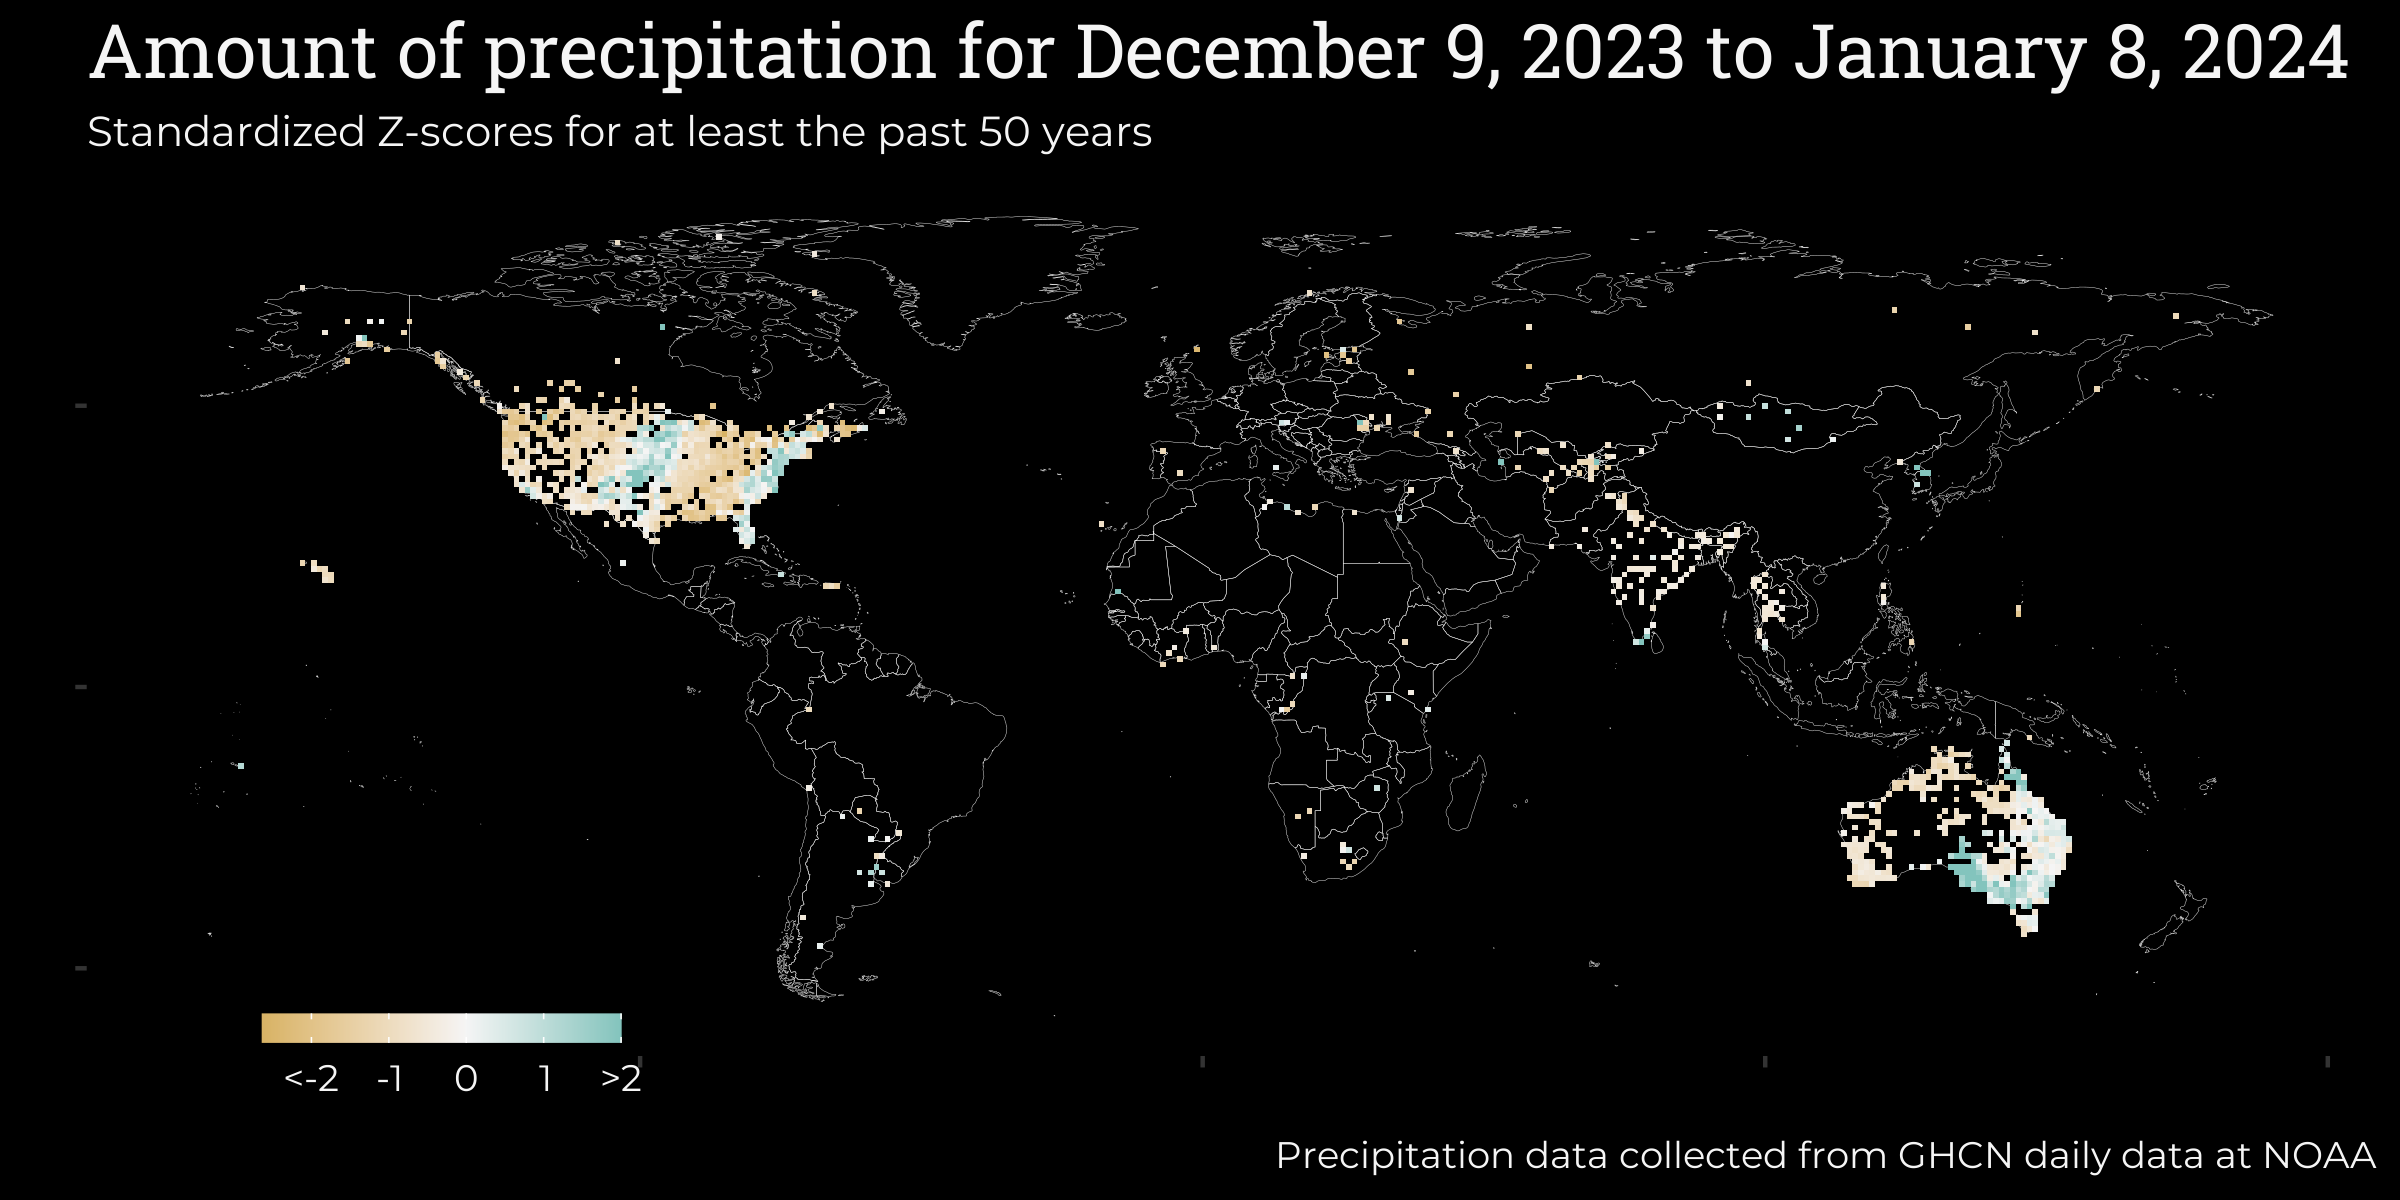 Amount of precipitation for December 9, 2023 to January 8, 2024
Standardized Z-scores for at least the past 50 years
<-2 -1 0 1 >2
Precipitation data collected from GHCN daily data at NOAA